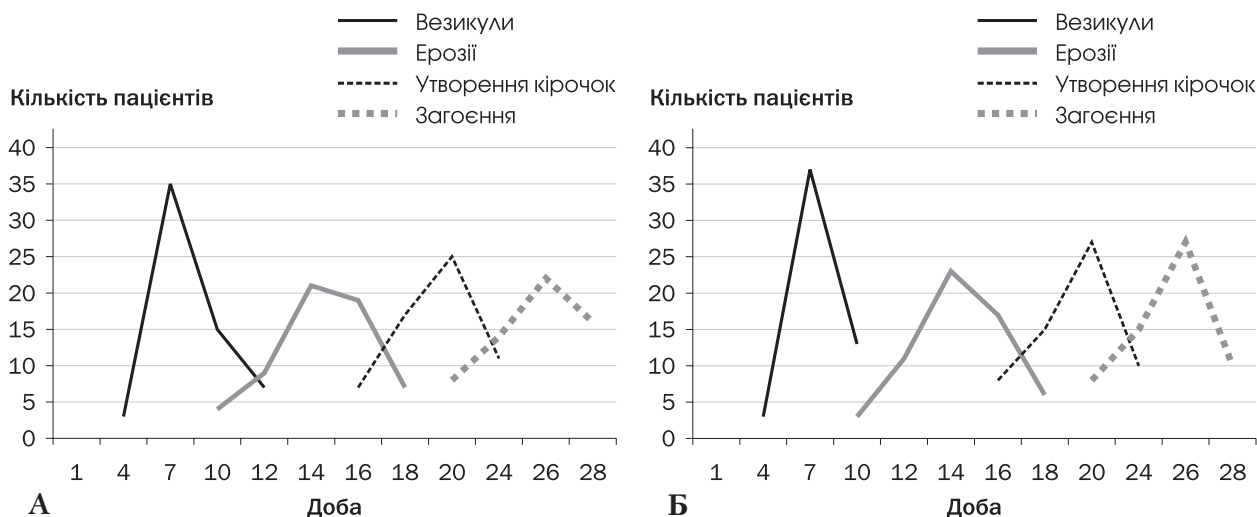 Везикули
Ерозії
Утворення кірочок
Загоєння
Кількість пацієнтів
40
35
30
25
20
15
10
5
0
1 4 7 10 12 14 16 18 20 24 26 28
А Доба
Везикули
Ерозії
Утворення кірочок
Загоєння
Кількість пацієнтів
40
35
30
25
20
15
10
5
0
1 4 7 10 12 14 16 18 20 24 26 28
Б Доба